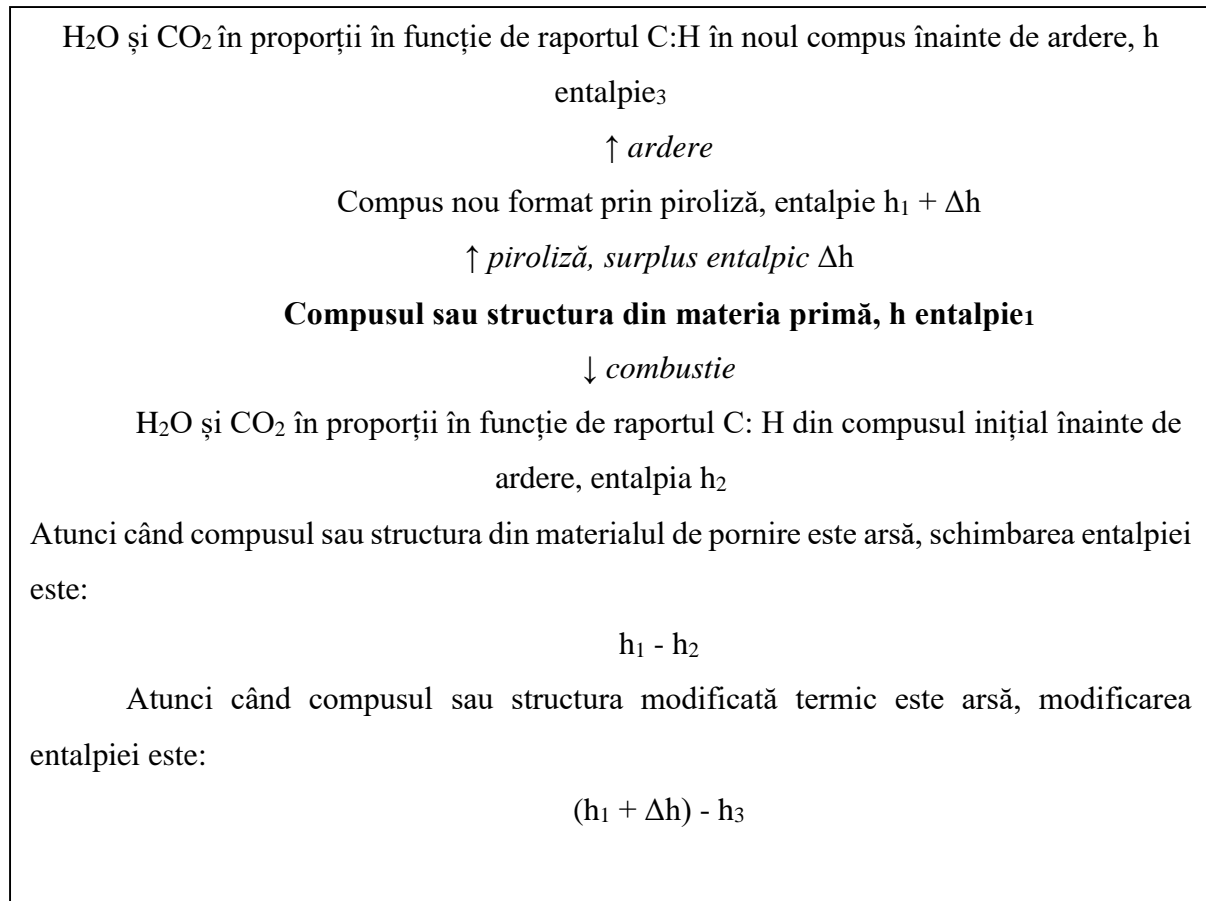 H₂O și CO₂ în proporții în funcție de raportul C:H în noul compus înainte de ardere, h
entalpie₃
↑ ardere
Compus nou format prin piroliză, entalpie h₁ + Δh
↑ piroliză, surplus entalpic Δh
Compusul sau structura din materia primă, h entalpie₁
↓ combustie
H₂O și CO₂ în proporții în funcție de raportul C: H din compusul inițial înainte de
ardere, entalpia h₂
Atunci când compusul sau structura din materialul de pornire este arsă, schimbarea entalpiei
este:
h₁ - h₂
Atunci când compusul sau structura modificată termic este arsă, modificarea
entalpiei este:
(h₁ + Δh) - h₃